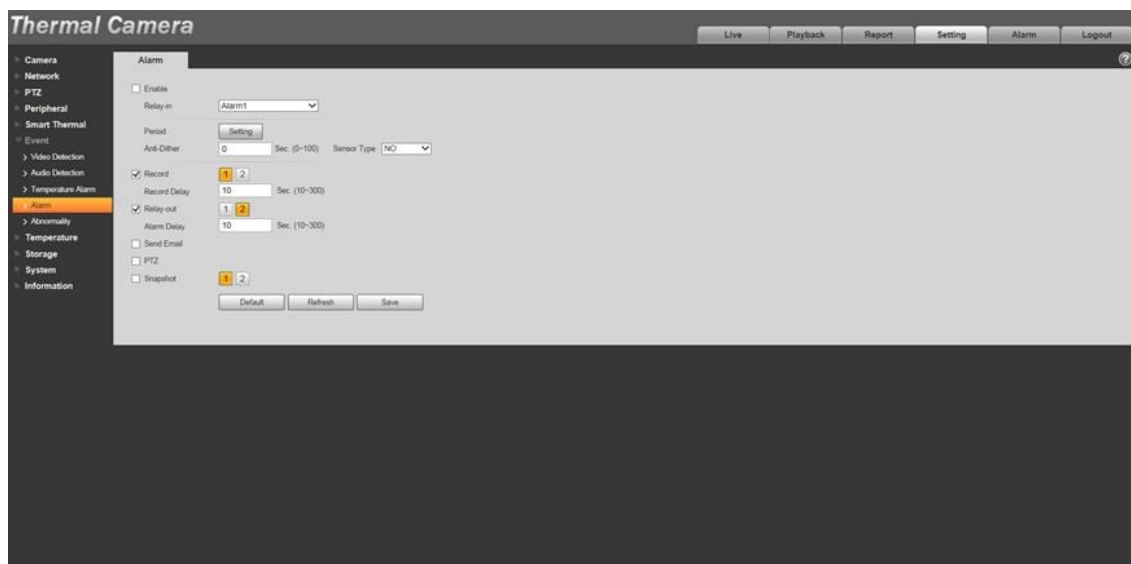 Thermal Camera
Live Playback Report Setting Alarm Logout
Camera
Network
PTZ
Peripheral
Smart Thermal
Event
Video Detection
Audio Detection
Temperature Alarm
Alarm
Abnormality
Temperature
Storage
System
Information
Alarm
?
Enable
Relay-in Alarm1
Period Setting
Anti-Dither 0 Sec. (0~100) Sensor Type NO
Record 1 2
Record Delay 10 Sec. (10~300)
Relay-out 1 2
Alarm Delay 10 Sec. (10~300)
Send Email
PTZ
Snapshot 1 2
Default Refresh Save